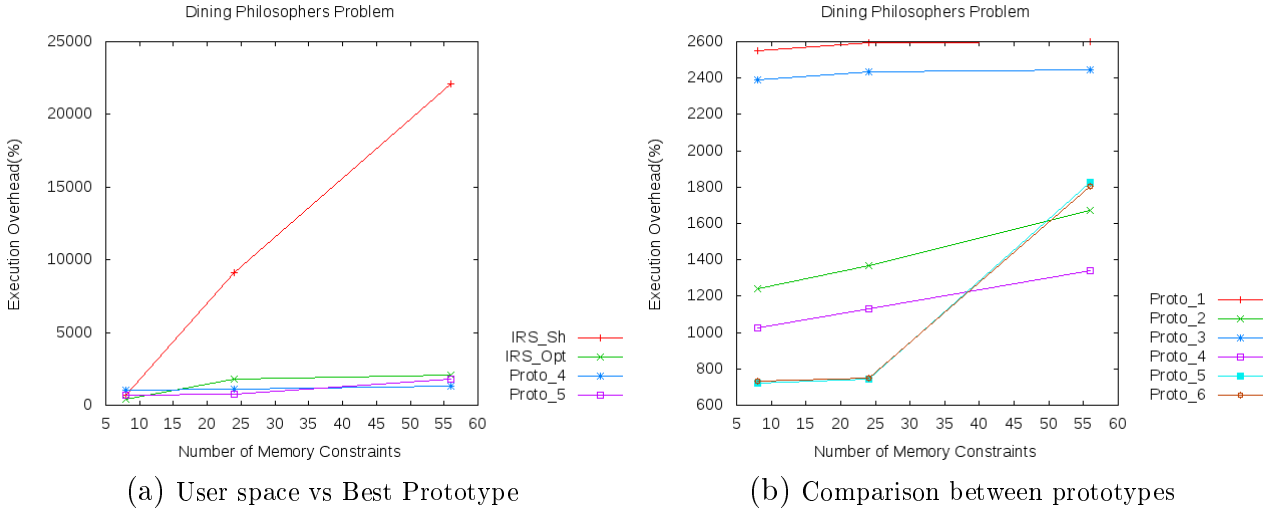 Dining Philosophers Problem
25000
20000
15000
10000
5000
0
Execution Overhead(%)
5 10 15 20 25 30 35 40 45 50 55 60
Number of Memory Constraints
IRS_Sh
IRS_Opt
Proto_4
Proto_5
(a) User space vs Best Prototype
Dining Philosophers Problem
2600
2400
2200
2000
1800
1600
1400
1200
1000
800
600
Execution Overhead(%)
5 10 15 20 25 30 35 40 45 50 55 60
Number of Memory Constraints
Proto_1
Proto_2
Proto_3
Proto_4
Proto_5
Proto_6
(b) Comparison between prototypes